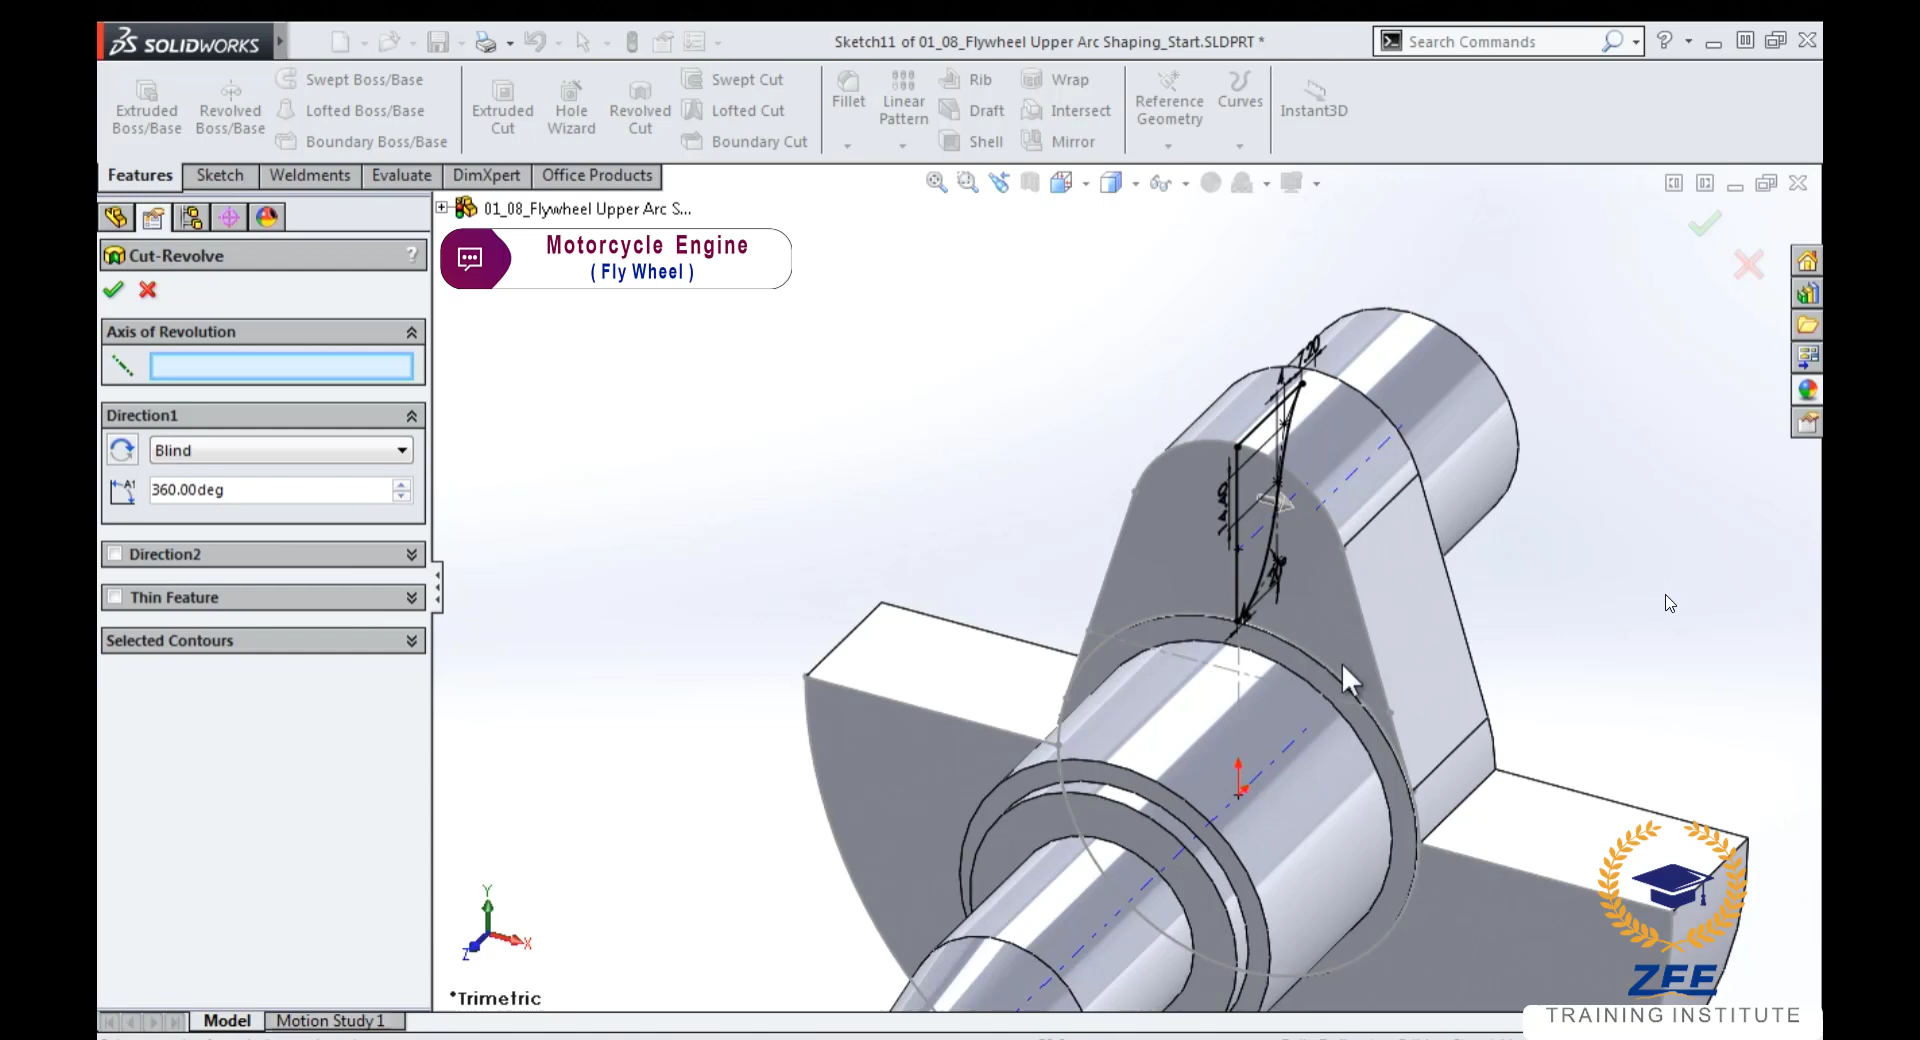 SOLIDWORKS
Sketch11 of 01_08_Flywheel Upper Arc Shaping_Start.SLDPRT *
Search Commands
Extruded Boss/Base
Revolved Boss/Base
Swept Boss/Base
Lofted Boss/Base
Boundary Boss/Base
Extruded Cut
Hole Wizard
Revolved Cut
Swept Cut
Lofted Cut
Boundary Cut
Fillet
Linear Pattern
Rib
Draft
Shell
Wrap
Intersect
Mirror
Reference Geometry
Curves
Instant3D
Features
Sketch
Weldments
Evaluate
DimXpert
Office Products
01_08_Flywheel Upper Arc S...
Motorcycle Engine
( Fly Wheel )
Cut-Revolve
?
Axis of Revolution
Direction1
Blind
A1
360.00deg
Direction2
Thin Feature
Selected Contours
7.20
Y
X
Z
*Trimetric
Model
Motion Study 1
ZEE
TRAINING INSTITUTE